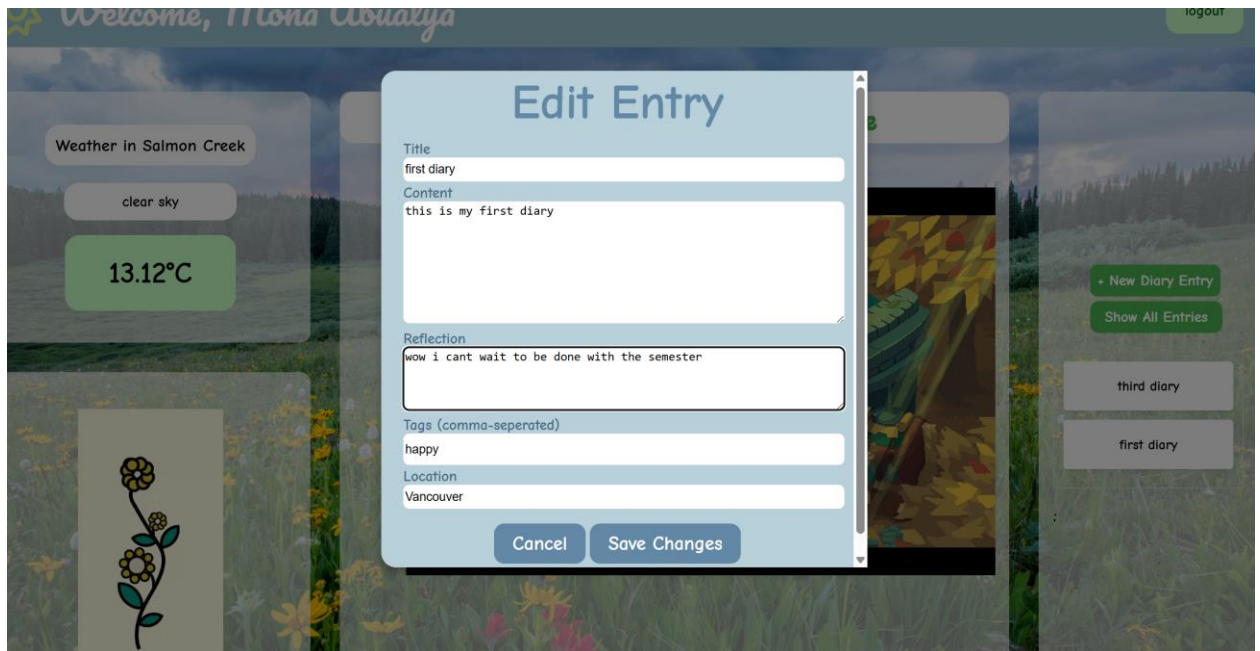 Welcome, Mona Abualya
logout
Weather in Salmon Creek
clear sky
13.12°C
Edit Entry
Title
first diary
Content
this is my first diary
Reflection
wow i cant wait to be done with the semester
Tags (comma-seperated)
happy
Location
Vancouver
Cancel
Save Changes
+ New Diary Entry
Show All Entries
third diary
first diary